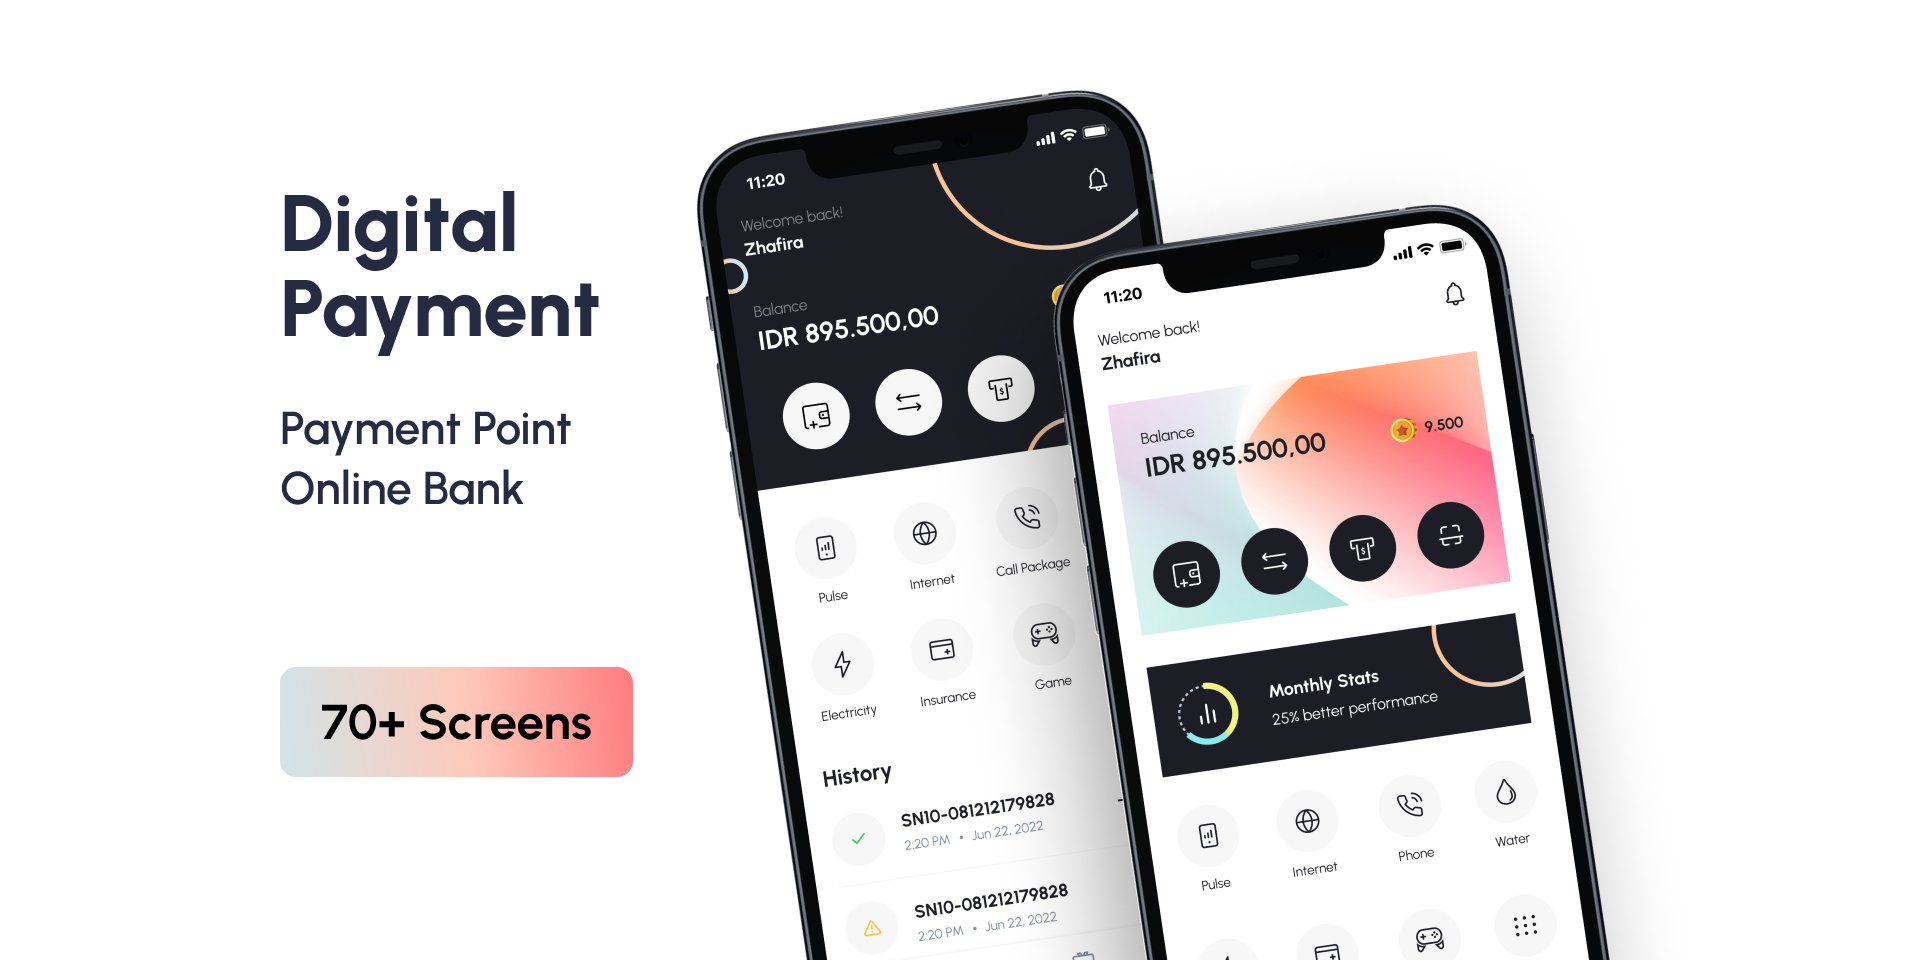 Digital
Payment
Payment Point
Online Bank
70+ Screens
11:20
Welcome back!
Zhafira
Balance
IDR 895.500,00
Pulse
Internet
Call Package
Electricity
Insurance
Game
History
SN10-081212179828
2:20 PM • Jun 22, 2022
SN10-081212179828
2:20 PM • Jun 22, 2022
11:20
Welcome back!
Zhafira
Balance
IDR 895.500,00
9.500
Monthly Stats
25% better performance
Pulse
Internet
Phone
Water